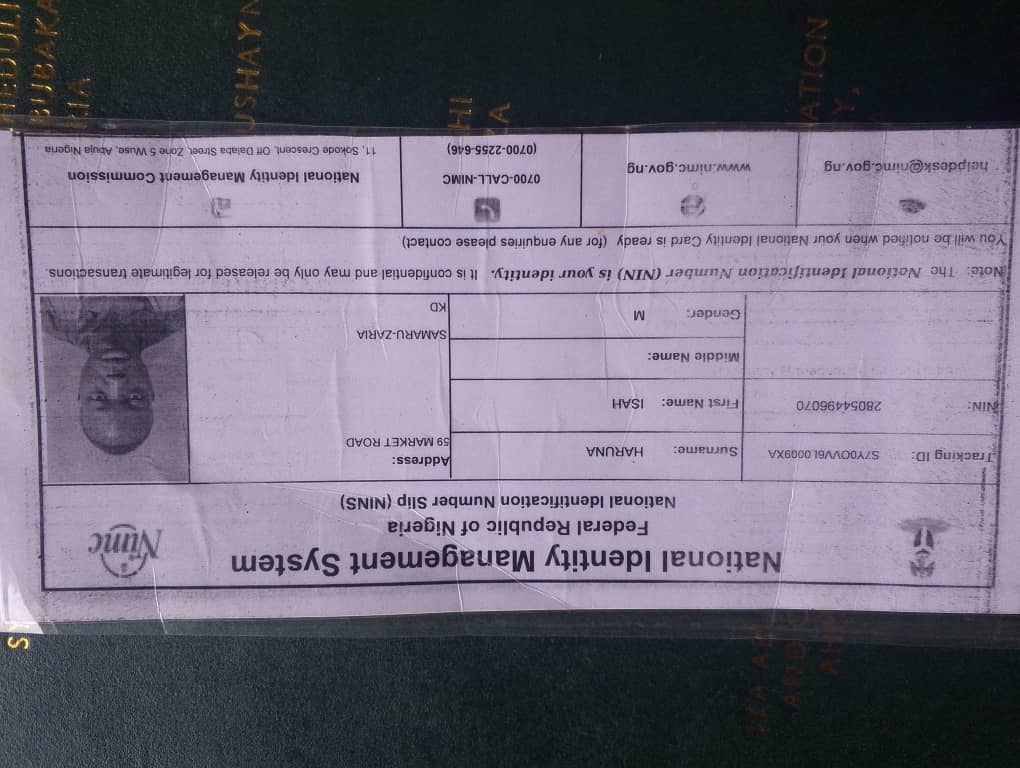 National Identity Management System
Federal Republic of Nigeria
National Identification Number Slip (NINS)
Nimc
Tracking ID: S7Y0OVV6L0009XA
Surname: HARUNA
Address:
59 MARKET ROAD
NIN: 28054496070
First Name: ISAH
Middle Name:
SAMARU-ZARIA
Gender: M
KD
Note: The National Identification Number (NIN) is your identity. It is confidential and may only be released for legitimate transactions.
You will be notified when your National Identity Card is ready (for any enquiries please contact)
helpdesk@nimc.gov.ng
www.nimc.gov.ng
0700-CALL-NIMC
(0700-2255-646)
National Identity Management Commission
11, Sokode Crescent, Off Dalaba Street, Zone 5 Wuse, Abuja Nigeria
BUBAKA
USHAYN
ATION